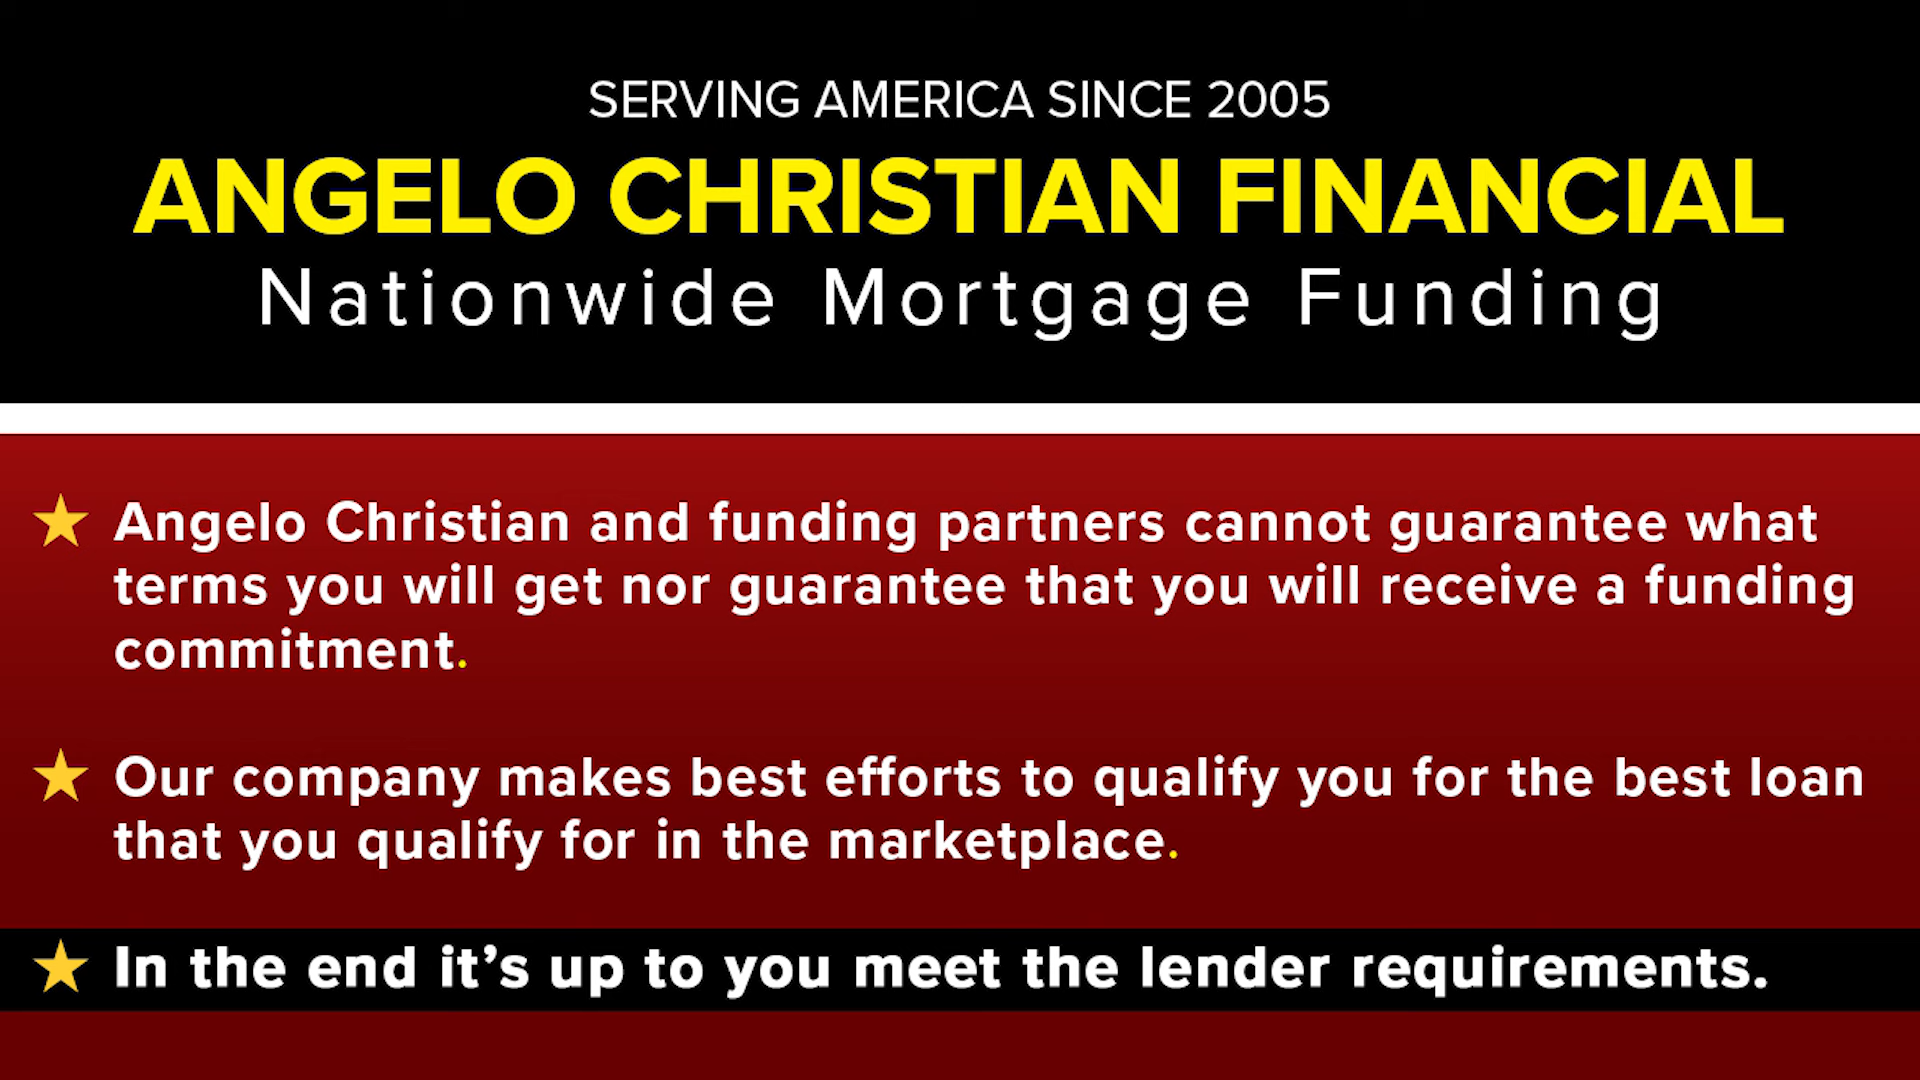 SERVING AMERICA SINCE 2005
ANGELO CHRISTIAN FINANCIAL
Nationwide Mortgage Funding
Angelo Christian and funding partners cannot guarantee what
terms you will get nor guarantee that you will receive a funding
commitment.
Our company makes best efforts to qualify you for the best loan
that you qualify for in the marketplace.
In the end it’s up to you meet the lender requirements.